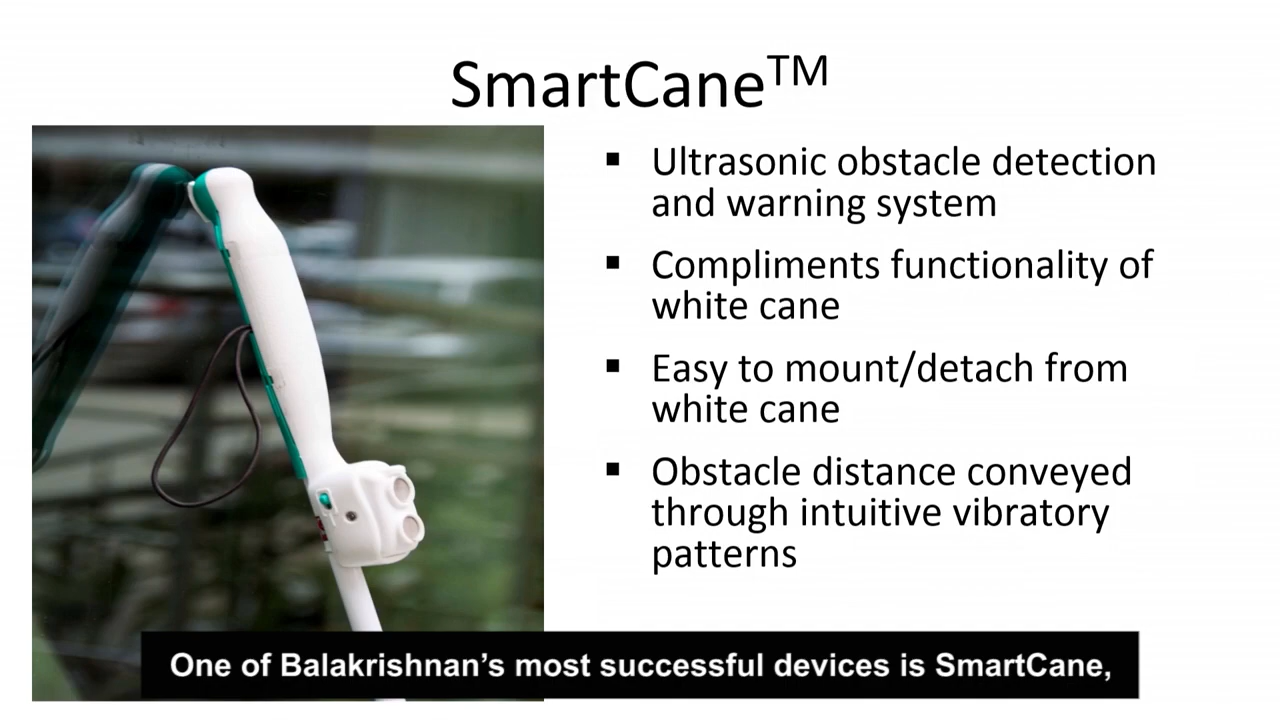 SmartCane™
▪ Ultrasonic obstacle detection
and warning system
▪ Compliments functionality of
white cane
▪ Easy to mount/detach from
white cane
▪ Obstacle distance conveyed
through intuitive vibratory
patterns
One of Balakrishnan’s most successful devices is SmartCane,